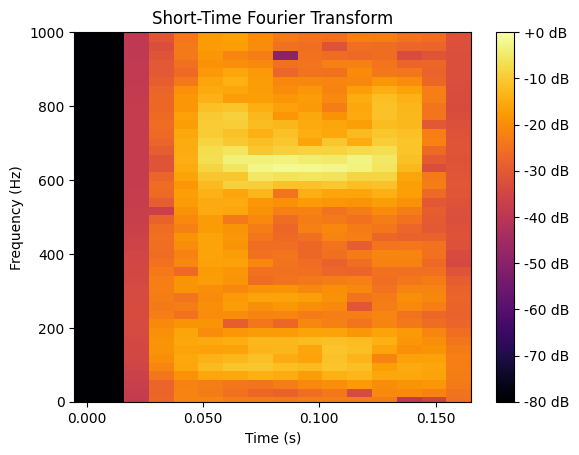 Short-Time Fourier Transform
1000
800
600
400
200
0
Frequency (Hz)
0.000
0.050
0.100
0.150
Time (s)
+0 dB
-10 dB
-20 dB
-30 dB
-40 dB
-50 dB
-60 dB
-70 dB
-80 dB